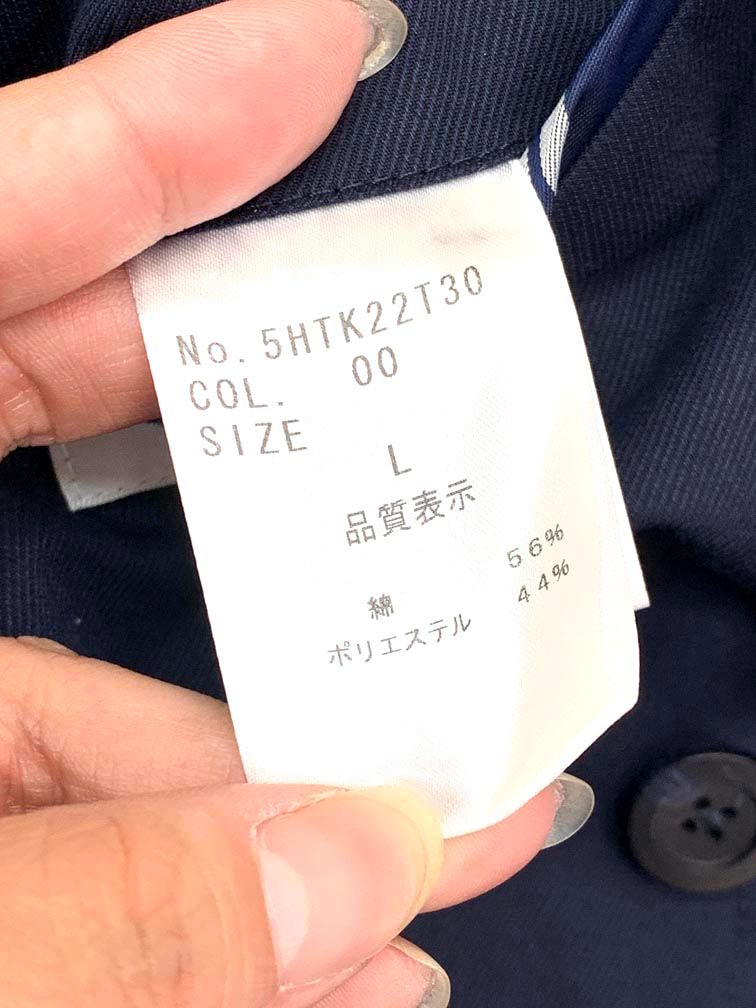 No. 5HTK22T30
COL. 00
SIZE
L
品質表示
綿 56%
ポリエステル 44%